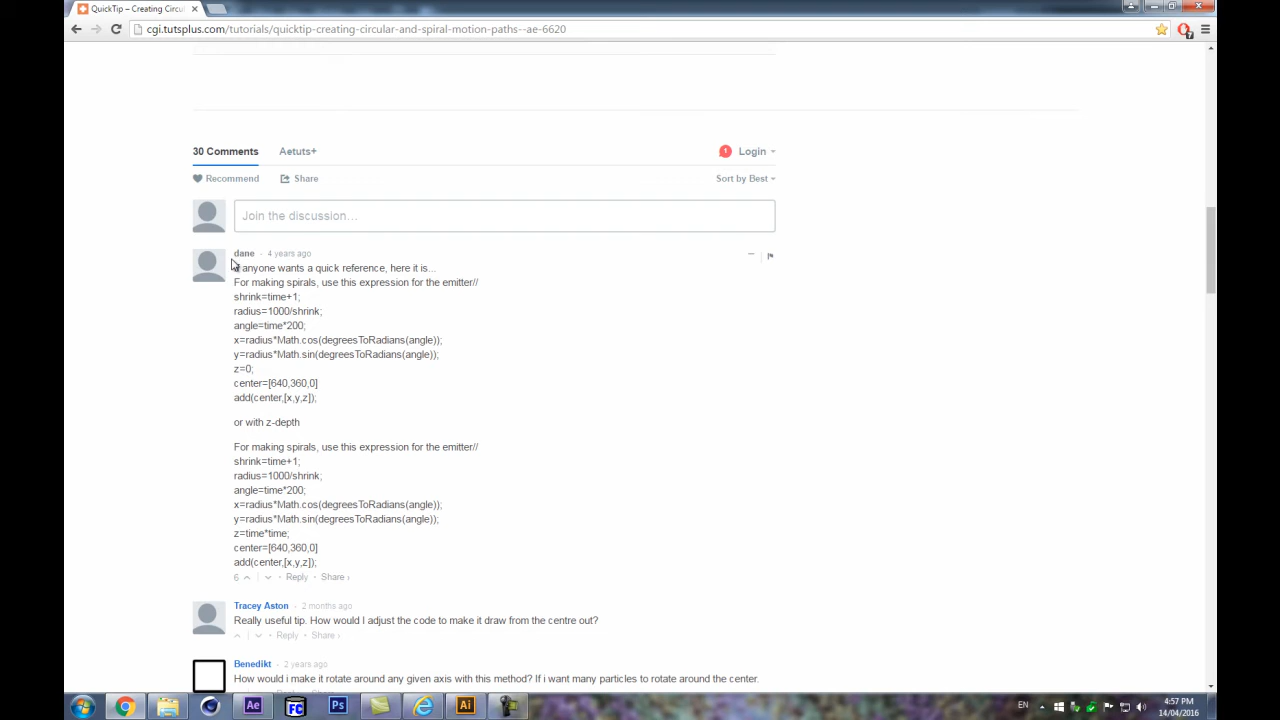 QuickTip – Creating Circul
cgi.tutsplus.com/tutorials/quicktip-creating-circular-and-spiral-motion-paths--ae-6620
7
30 Comments Aetuts+ 1 Login
Recommend Share Sort by Best
Join the discussion…
dane · 4 years ago
anyone wants a quick reference, here it is...
For making spirals, use this expression for the emitter//
shrink=time+1;
radius=1000/shrink;
angle=time*200;
x=radius*Math.cos(degreesToRadians(angle));
y=radius*Math.sin(degreesToRadians(angle));
z=0;
center=[640,360,0]
add(center,[x,y,z]);
or with z-depth
For making spirals, use this expression for the emitter//
shrink=time+1;
radius=1000/shrink;
angle=time*200;
x=radius*Math.cos(degreesToRadians(angle));
y=radius*Math.sin(degreesToRadians(angle));
z=time*time;
center=[640,360,0]
add(center,[x,y,z]);
6 · Reply · Share ›
Tracey Aston · 2 months ago
Really useful tip. How would I adjust the code to make it draw from the centre out?
· Reply · Share ›
Benedikt · 2 years ago
How would i make it rotate around any given axis with this method? If i want many particles to rotate around the center.
Ae FC Ps Ai EN 4:57 PM
14/04/2016